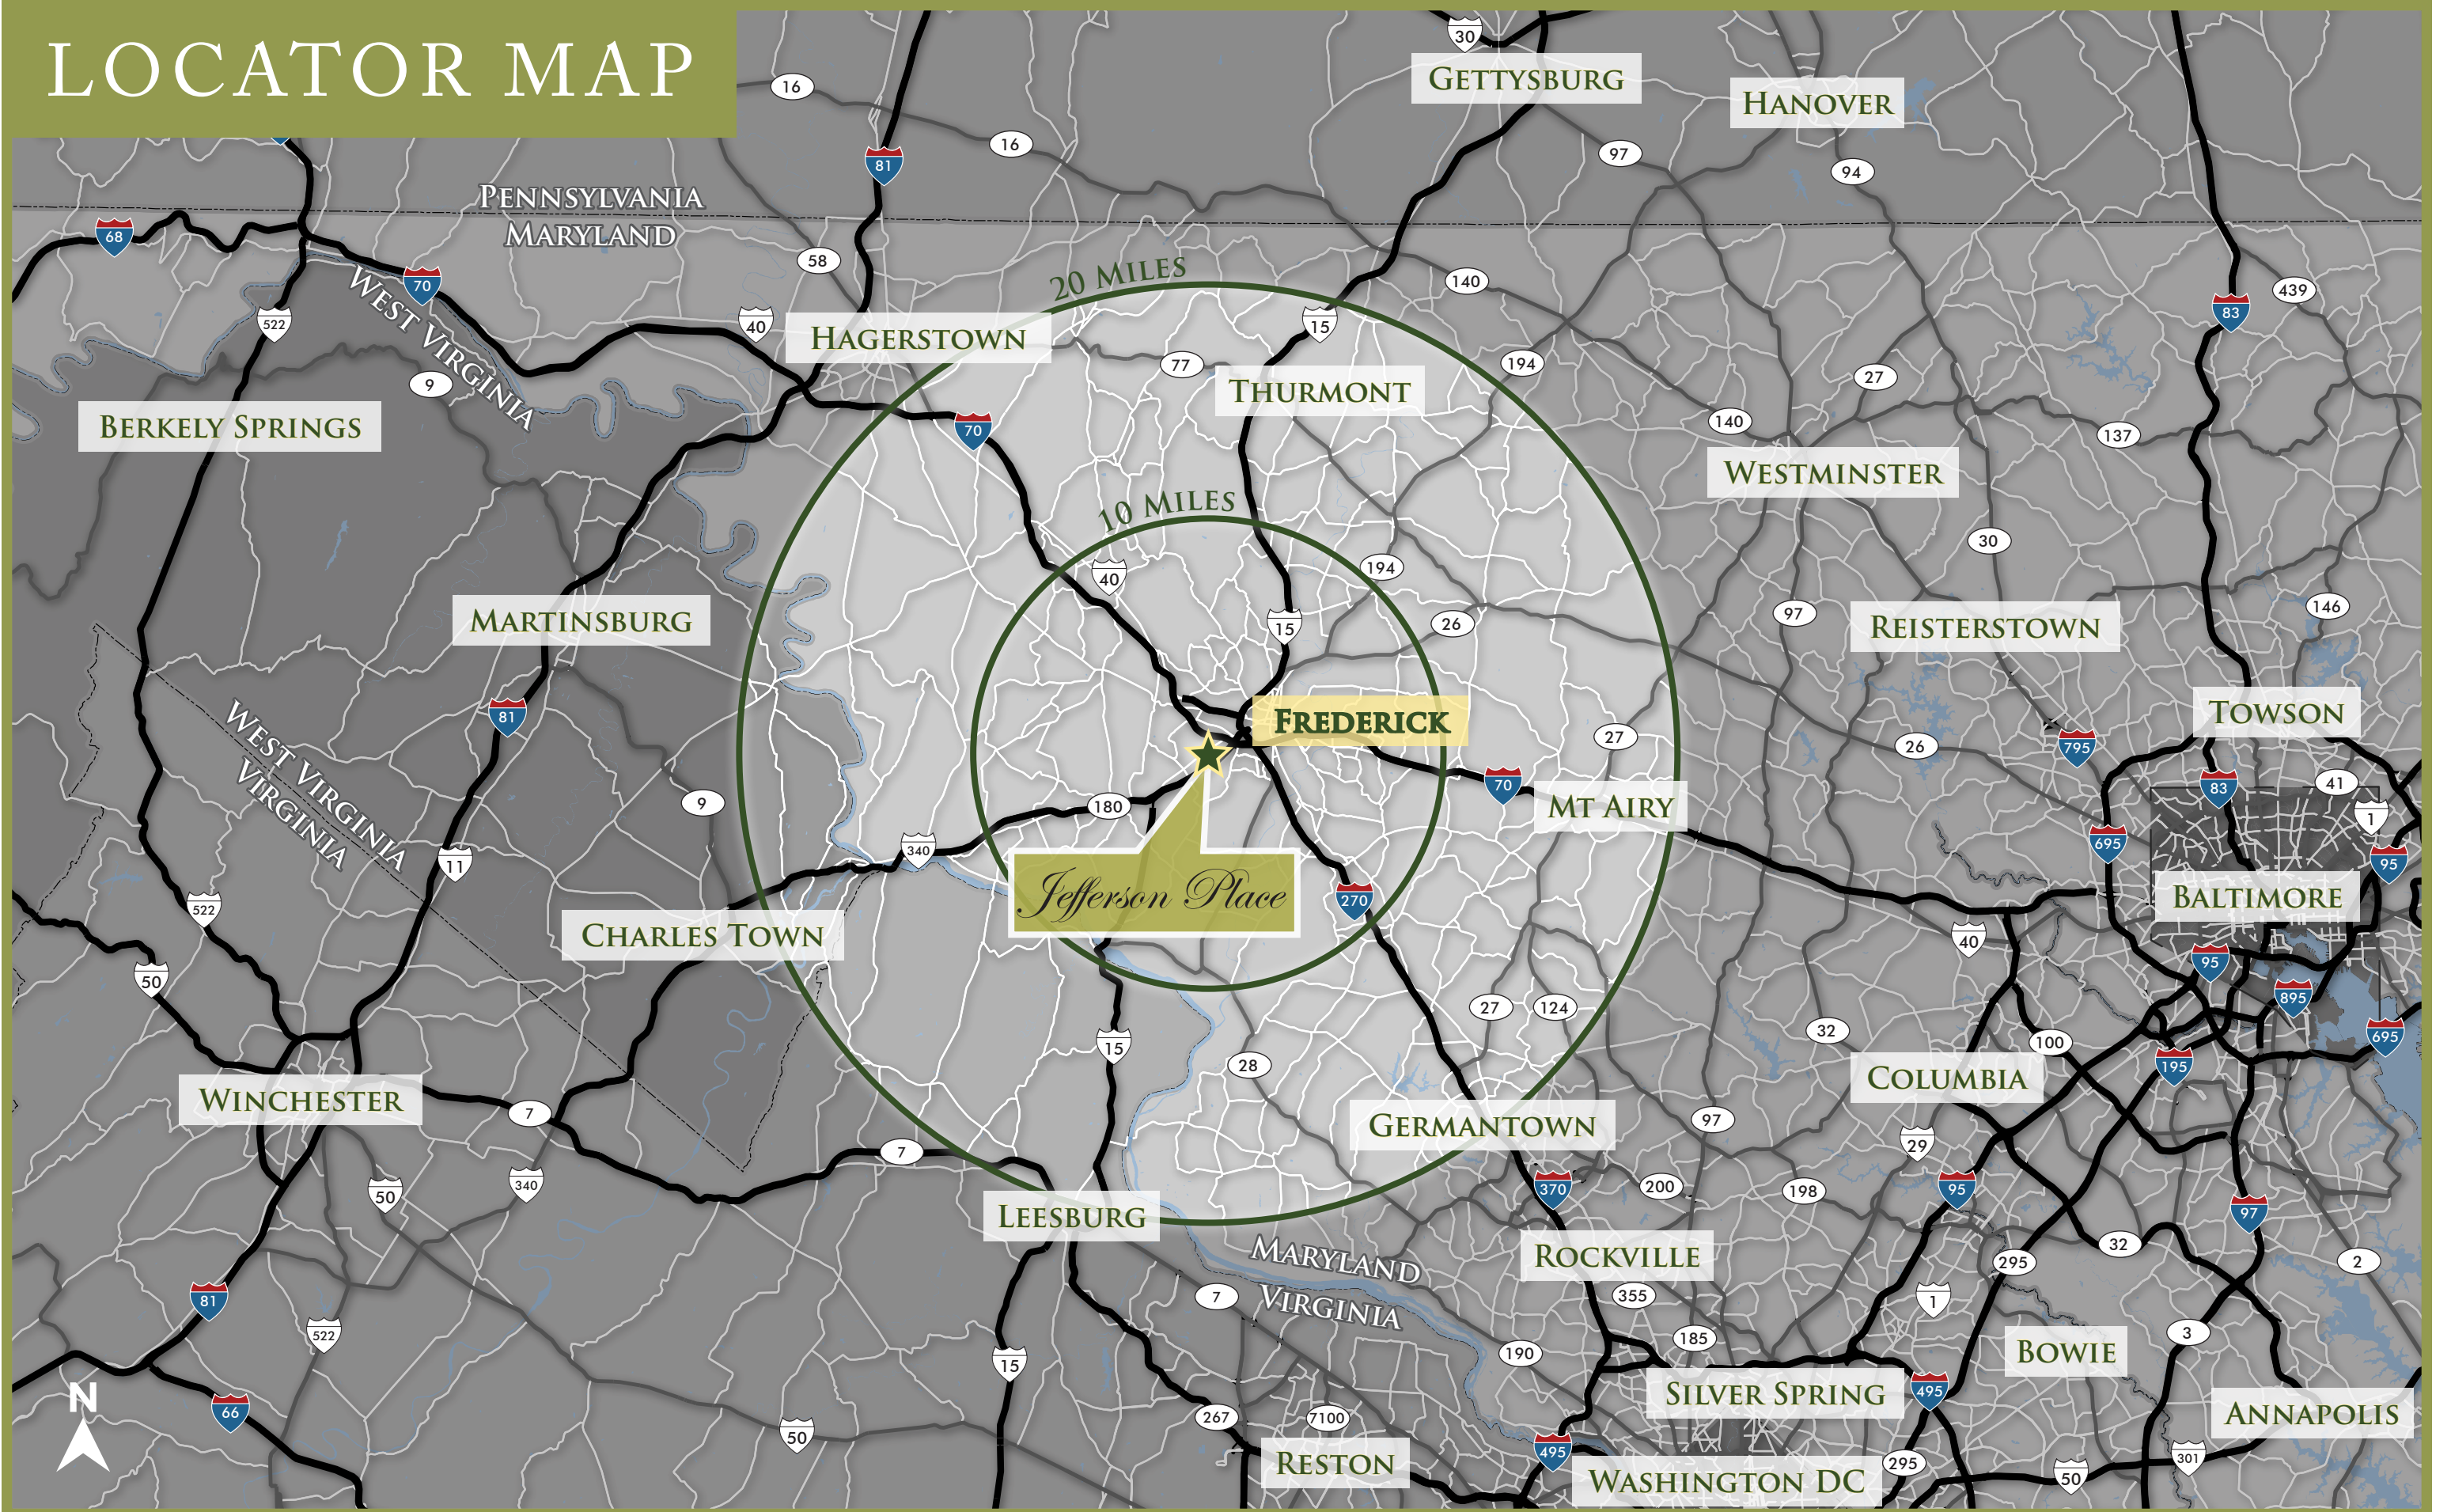 LOCATOR MAP
30
GETTYSBURG
HANOVER
16
16
81
97
94
PENNSYLVANIA
MARYLAND
68
58
70
20 MILES
140
439
522
WEST VIRGINIA
40
HAGERSTOWN
15
83
77
194
9
THURMONT
27
BERKELY SPRINGS
70
140
137
WESTMINSTER
10 MILES
30
194
40
146
MARTINSBURG
15
26
97
REISTERSTOWN
81
WEST VIRGINIA
VIRGINIA
FREDERICK
27
26
795
TOWSON
9
180
70
MT AIRY
83
41
1
11
340
695
95
522
Jefferson Place
270
BALTIMORE
CHARLES TOWN
40
50
95
895
27
124
32
100
695
15
28
195
WINCHESTER
7
GERMANTOWN
97
COLUMBIA
7
29
50
340
370
200
198
95
LEESBURG
97
MARYLAND
VIRGINIA
ROCKVILLE
32
295
2
81
7
355
1
522
185
3
15
190
BOWIE
N
66
267
7100
SILVER SPRING
495
ANNAPOLIS
50
495
RESTON
WASHINGTON DC
295
50
301